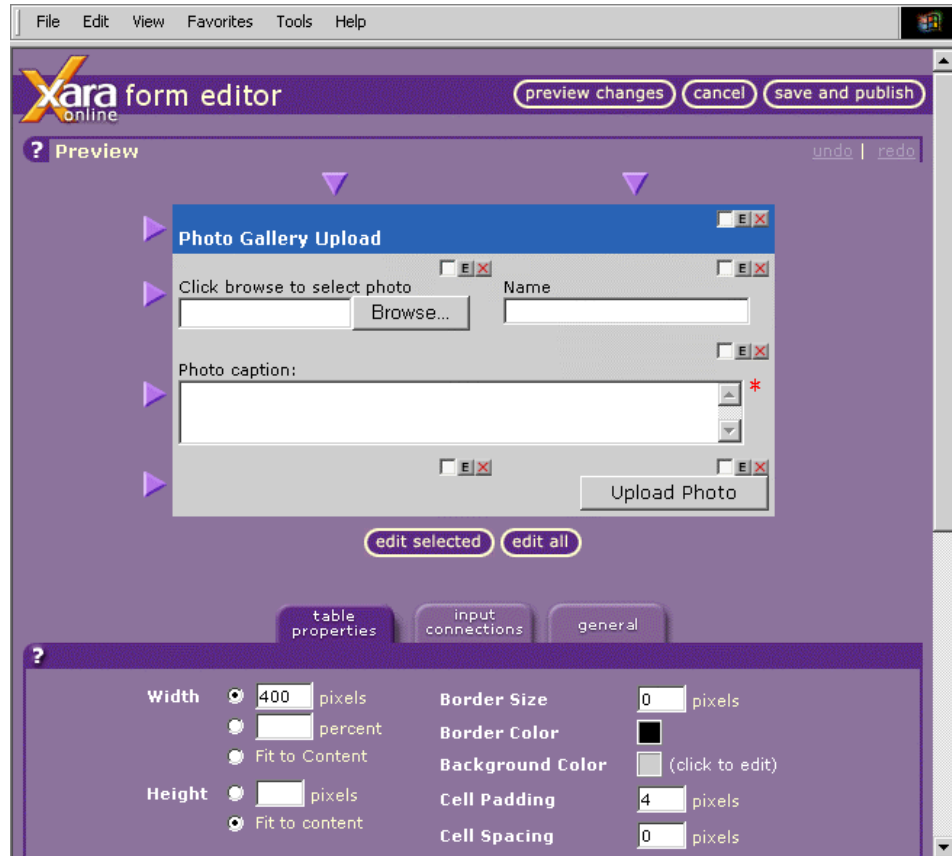 File Edit View Favorites Tools Help
xara online form editor
preview changes cancel save and publish
? Preview undo | redo
E X
Photo Gallery Upload
E X E X
Click browse to select photo Name
Browse...
E X
Photo caption:
*
E X E X
Upload Photo
edit selected edit all
table properties input connections general
?
Width 400 pixels Border Size 0 pixels
percent Border Color
Fit to Content Background Color (click to edit)
Height pixels Cell Padding 4 pixels
Fit to content Cell Spacing 0 pixels